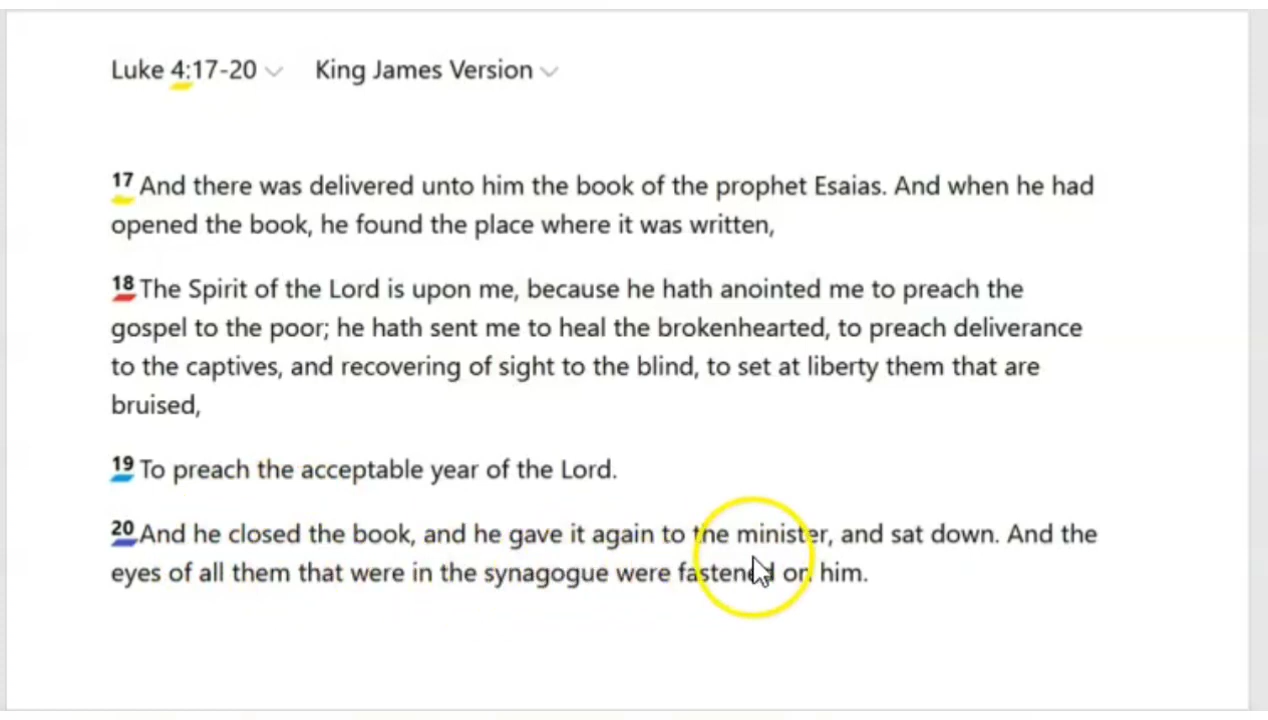 Luke 4:17-20 King James Version
17 And there was delivered unto him the book of the prophet Esaias. And when he had
opened the book, he found the place where it was written,
18 The Spirit of the Lord is upon me, because he hath anointed me to preach the
gospel to the poor; he hath sent me to heal the brokenhearted, to preach deliverance
to the captives, and recovering of sight to the blind, to set at liberty them that are
bruised,
19 To preach the acceptable year of the Lord.
20 And he closed the book, and he gave it again to the minister, and sat down. And the
eyes of all them that were in the synagogue were fastened on him.